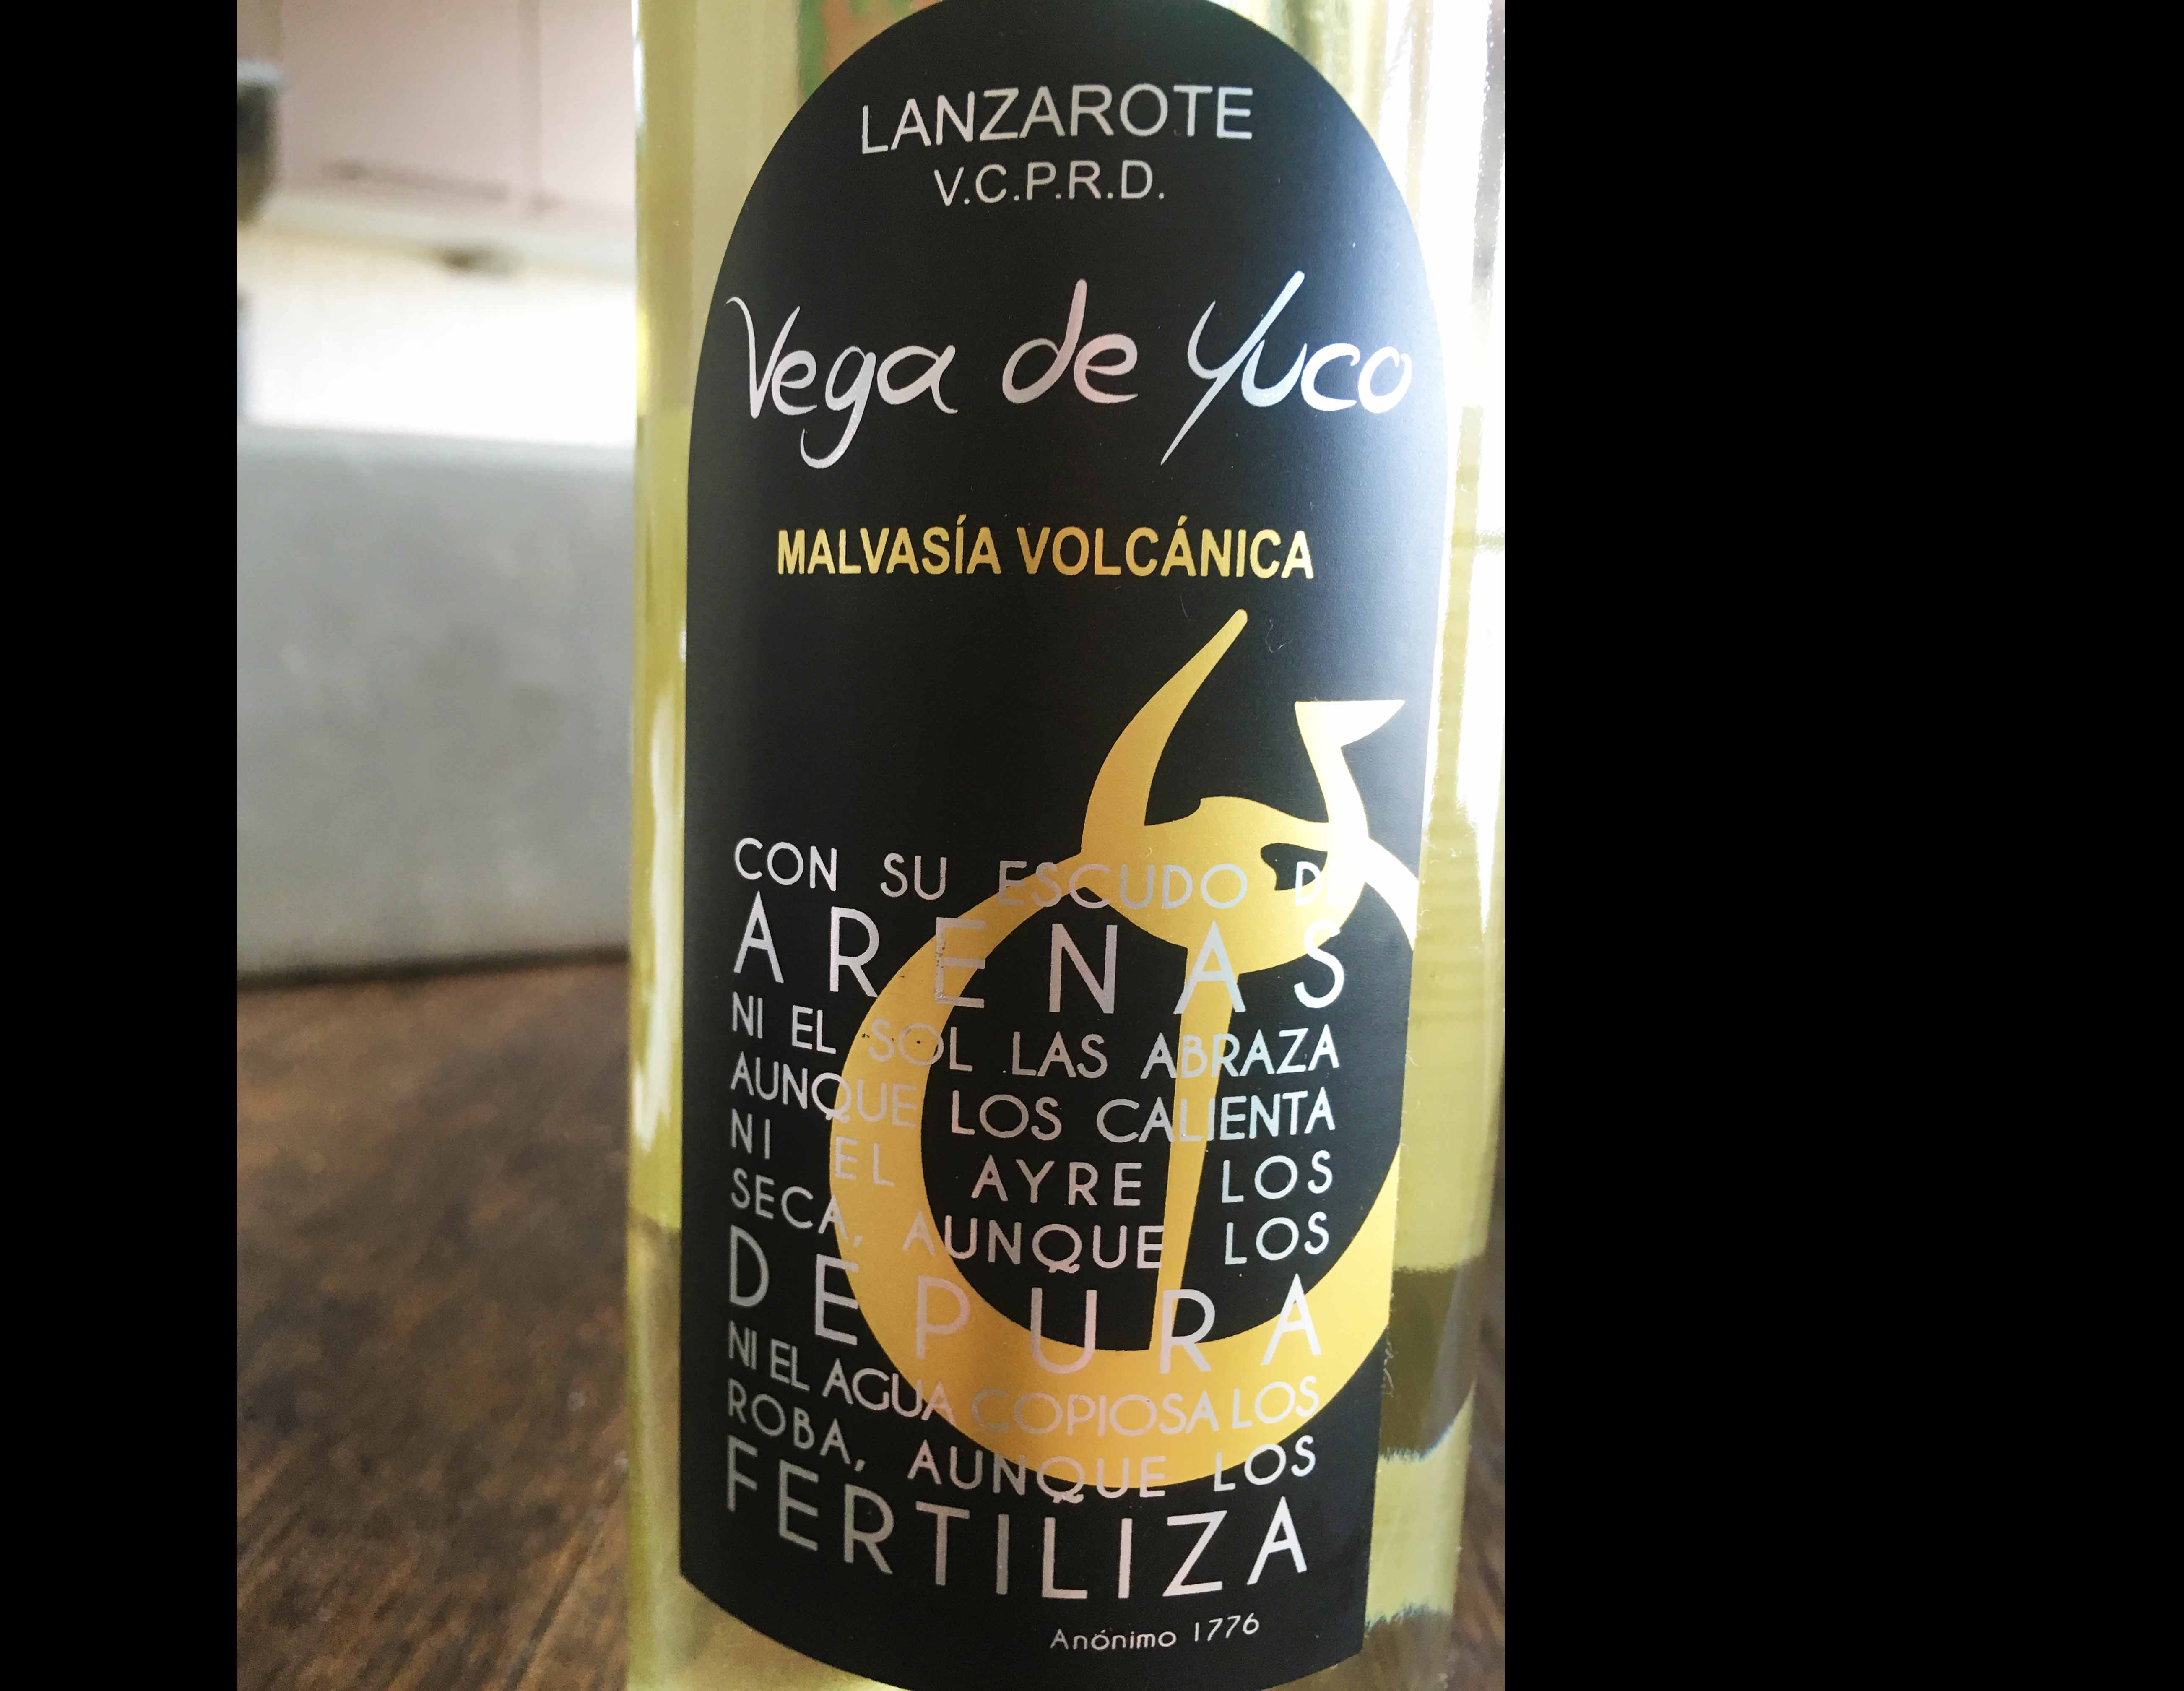 LANZAROTE
V.C.P.R.D.
Vega de Yuco
MALVASÍA VOLCÁNICA
CON SU ESCUDO DE
ARENAS
NI EL SOL LAS ABRAZA
AUNQUE LOS CALIENTA
NI EL AYRE LOS
SECA, AUNQUE LOS
DEPURA
NI EL AGUA COPIOSA LOS
ROBA, AUNQUE LOS
FERTILIZA
Anónimo 1776